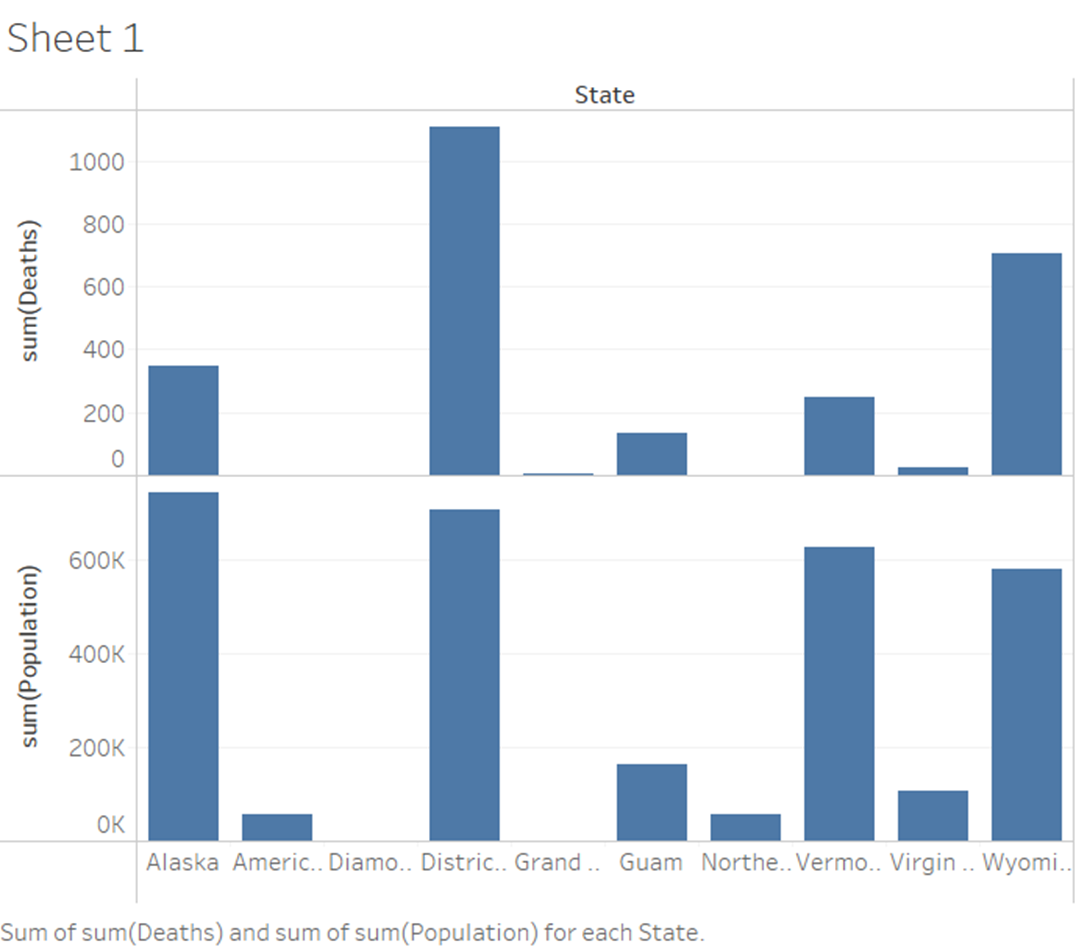 Sheet 1
State
sum(Deaths)
1000
800
600
400
200
0
sum(Population)
600K
400K
200K
0K
Alaska Americ.. Diamo.. Distric.. Grand .. Guam Northe.. Vermo.. Virgin .. Wyomi..
Sum of sum(Deaths) and sum of sum(Population) for each State.